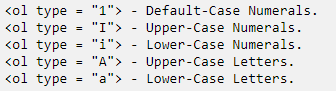 <ol type = "1"> - Default-Case Numerals.
<ol type = "I"> - Upper-Case Numerals.
<ol type = "i"> - Lower-Case Numerals.
<ol type = "A"> - Upper-Case Letters.
<ol type = "a"> - Lower-Case Letters.